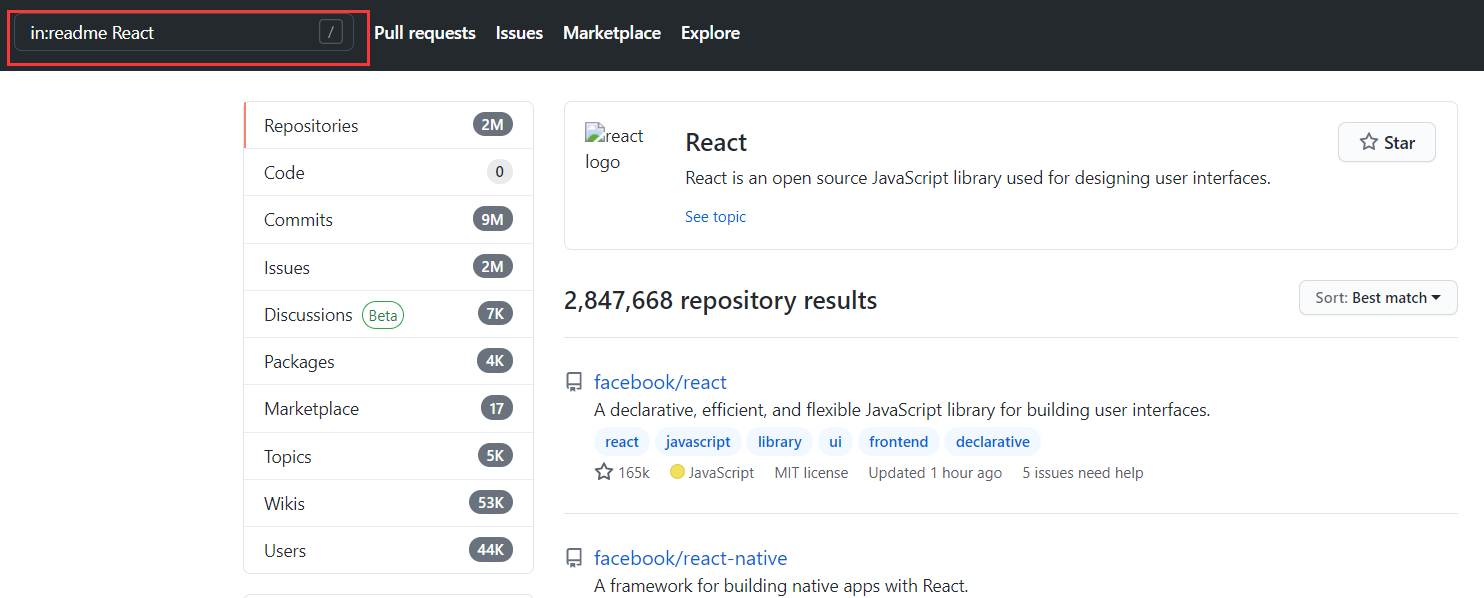 in:readme React /
Pull requests Issues Marketplace Explore
Repositories 2M
Code 0
Commits 9M
Issues 2M
Discussions Beta 7K
Packages 4K
Marketplace 17
Topics 5K
Wikis 53K
Users 44K
react
logo
React
Star
React is an open source JavaScript library used for designing user interfaces.
See topic
2,847,668 repository results
Sort: Best match
facebook/react
A declarative, efficient, and flexible JavaScript library for building user interfaces.
react javascript library ui frontend declarative
165k JavaScript MIT license Updated 1 hour ago 5 issues need help
facebook/react-native
A framework for building native apps with React.